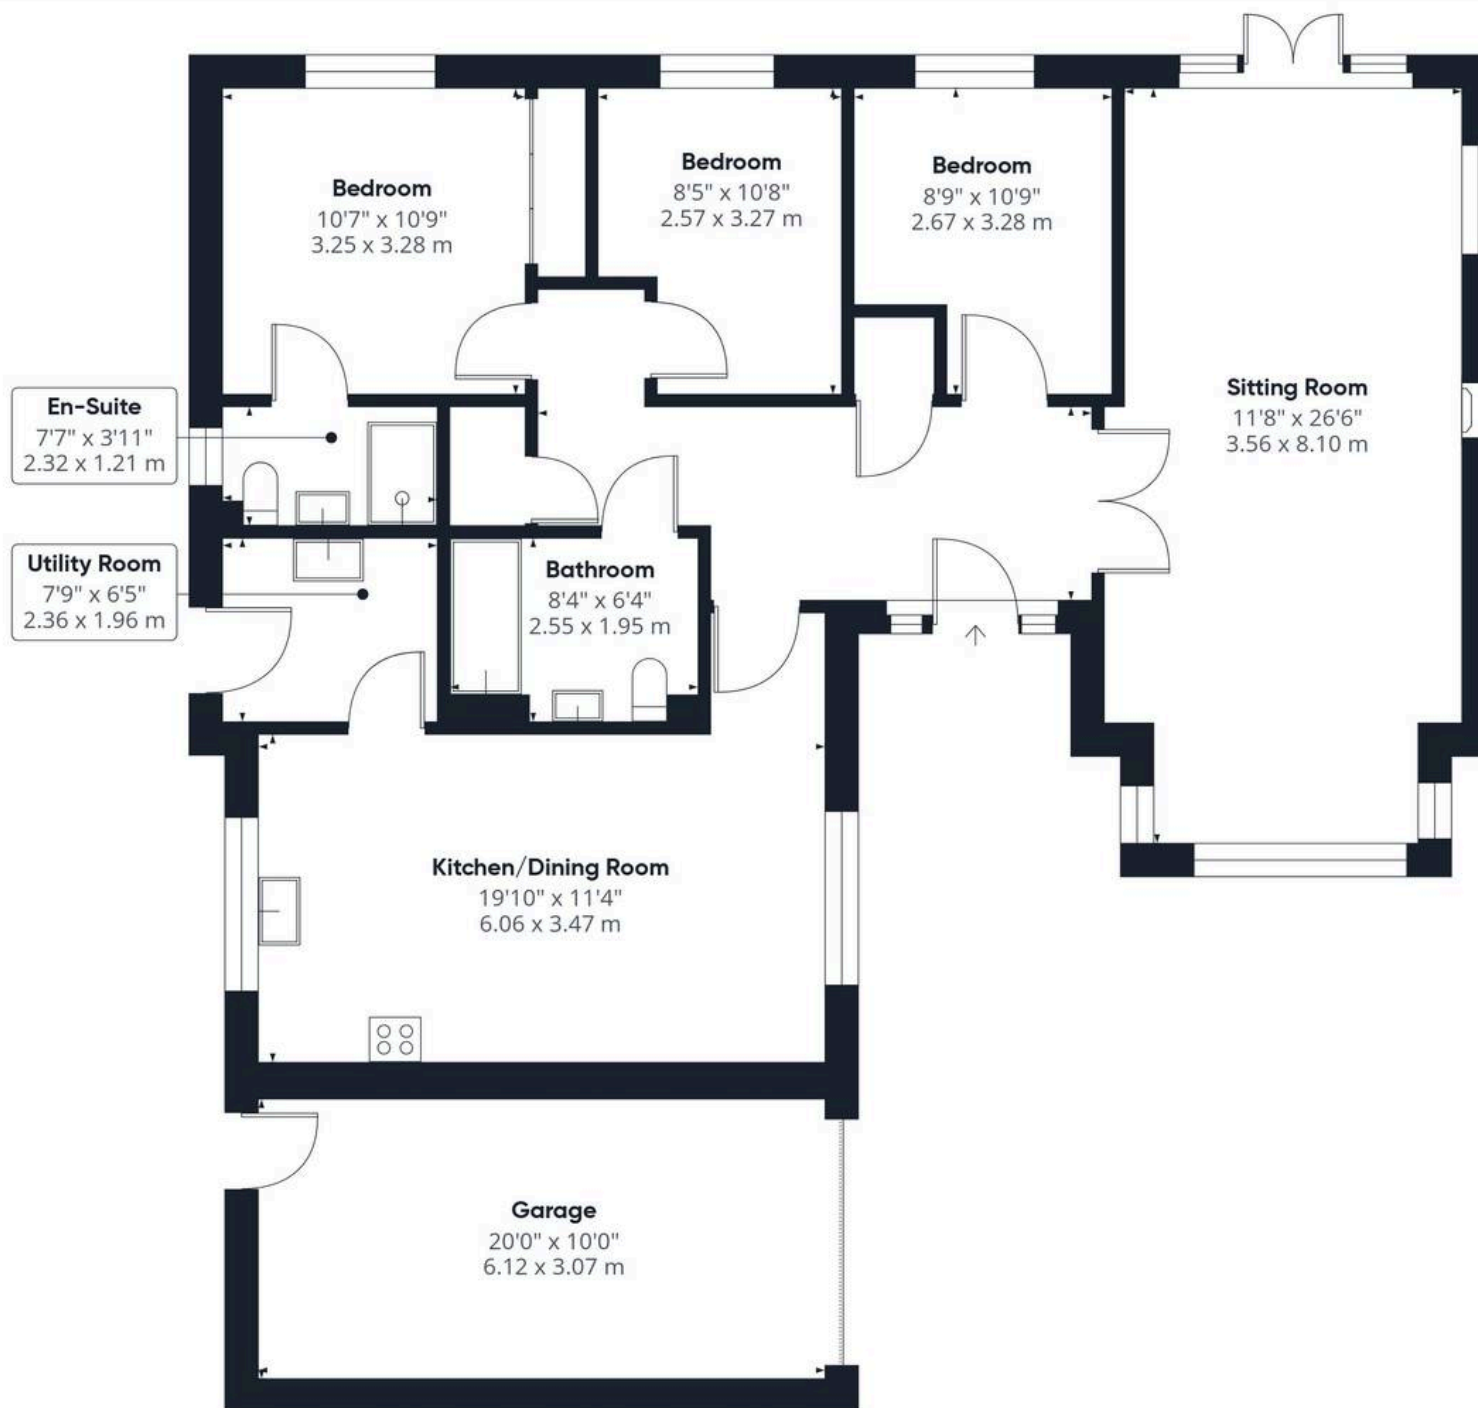 Bedroom
10'7" x 10'9"
3.25 x 3.28 m
Bedroom
8'5" x 10'8"
2.57 x 3.27 m
Bedroom
8'9" x 10'9"
2.67 x 3.28 m
Sitting Room
11'8" x 26'6"
3.56 x 8.10 m
En-Suite
7'7" x 3'11"
2.32 x 1.21 m
Utility Room
7'9" x 6'5"
2.36 x 1.96 m
Bathroom
8'4" x 6'4"
2.55 x 1.95 m
Kitchen/Dining Room
19'10" x 11'4"
6.06 x 3.47 m
Garage
20'0" x 10'0"
6.12 x 3.07 m